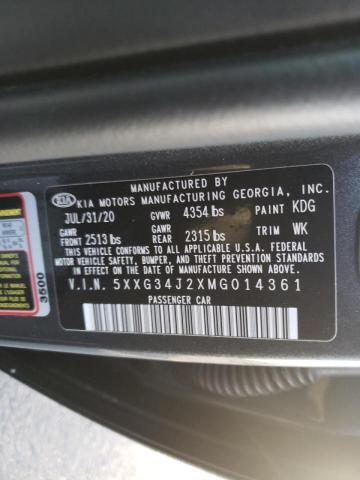 MANUFACTURED BY
KIA KIA MOTORS MANUFACTURING GEORGIA, INC.
JUL/31/20 GVWR 4354 lbs PAINT KDG
GAWR FRONT 2513 lbs GAWR REAR 2315 lbs TRIM WK
THIS VEHICLE CONFORMS TO ALL APPLICABLE U.S.A. FEDERAL
MOTOR VEHICLE SAFETY, BUMPER, AND THEFT PREVENTION
STANDARDS IN EFFECT ON THE DATE OF MANUFACTURE SHOWN ABOVE.
V.I.N. 5XXG34J2XMG014361
PASSENGER CAR
3500